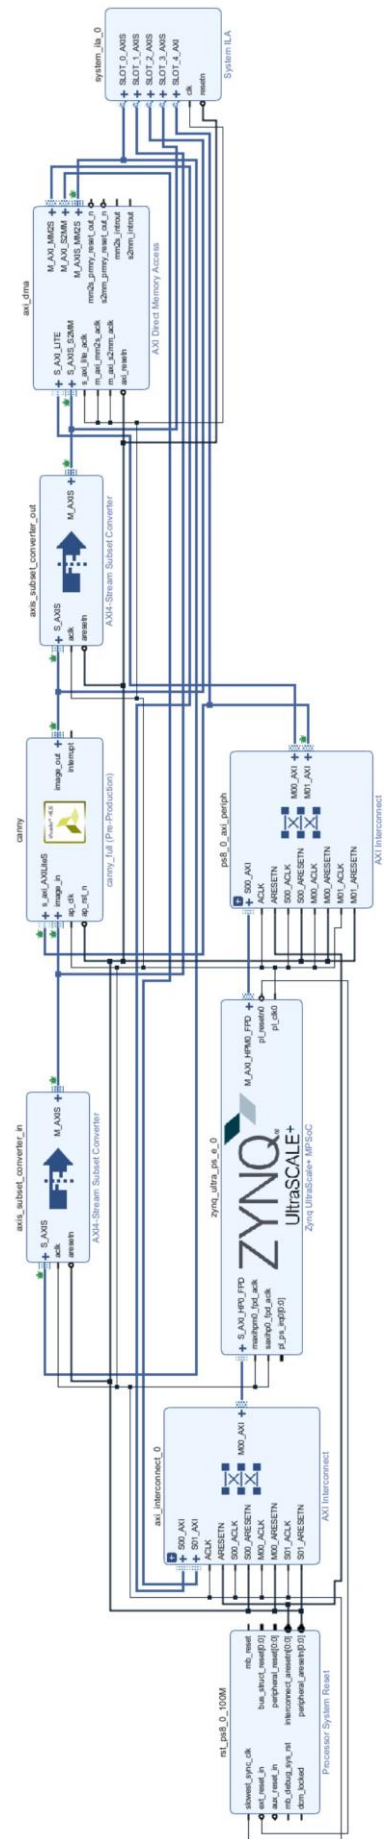 system_ila_0
SLOT_0_AXIS
SLOT_1_AXIS
SLOT_2_AXIS
SLOT_3_AXIS
SLOT_4_AXI
clk
resetn
System ILA
axi_dma
S_AXI_LITE
S_AXIS_S2MM
s_axi_lite_aclk
m_axi_mm2s_aclk
m_axi_s2mm_aclk
axi_resetn
M_AXI_MM2S
M_AXI_S2MM
M_AXIS_MM2S
mm2s_prmry_reset_out_n
s2mm_prmry_reset_out_n
mm2s_introut
s2mm_introut
AXI Direct Memory Access
axis_subset_converter_out
S_AXIS
aclk
aresetn
M_AXIS
AXI4-Stream Subset Converter
canny
s_axi_AXILiteS
image_in
ap_clk
ap_rst_n
image_out
interrupt
canny_full (Pre-Production)
axis_subset_converter_in
S_AXIS
aclk
aresetn
M_AXIS
AXI4-Stream Subset Converter
ps8_0_axi_periph
S00_AXI
ACLK
ARESETN
S00_ACLK
S00_ARESETN
M00_ACLK
M00_ARESETN
M01_ACLK
M01_ARESETN
M00_AXI
M01_AXI
AXI Interconnect
zynq_ultra_ps_e_0
S_AXI_HP0_FPD
maxihpm0_fpd_aclk
saxihp0_fpd_aclk
pl_ps_irq0[0:0]
M_AXI_HPM0_FPD
pl_resetn0
pl_clk0
ZYNQ
UltraSCALE+
Zynq UltraScale+ MPSoC
axi_interconnect_0
S00_AXI
S01_AXI
ACLK
ARESETN
S00_ACLK
S00_ARESETN
M00_ACLK
M00_ARESETN
S01_ACLK
S01_ARESETN
M00_AXI
AXI Interconnect
rst_ps8_0_100M
slowest_sync_clk
ext_reset_in
aux_reset_in
mb_debug_sys_rst
dcm_locked
mb_reset
bus_struct_reset[0:0]
peripheral_reset[0:0]
interconnect_aresetn[0:0]
peripheral_aresetn[0:0]
Processor System Reset